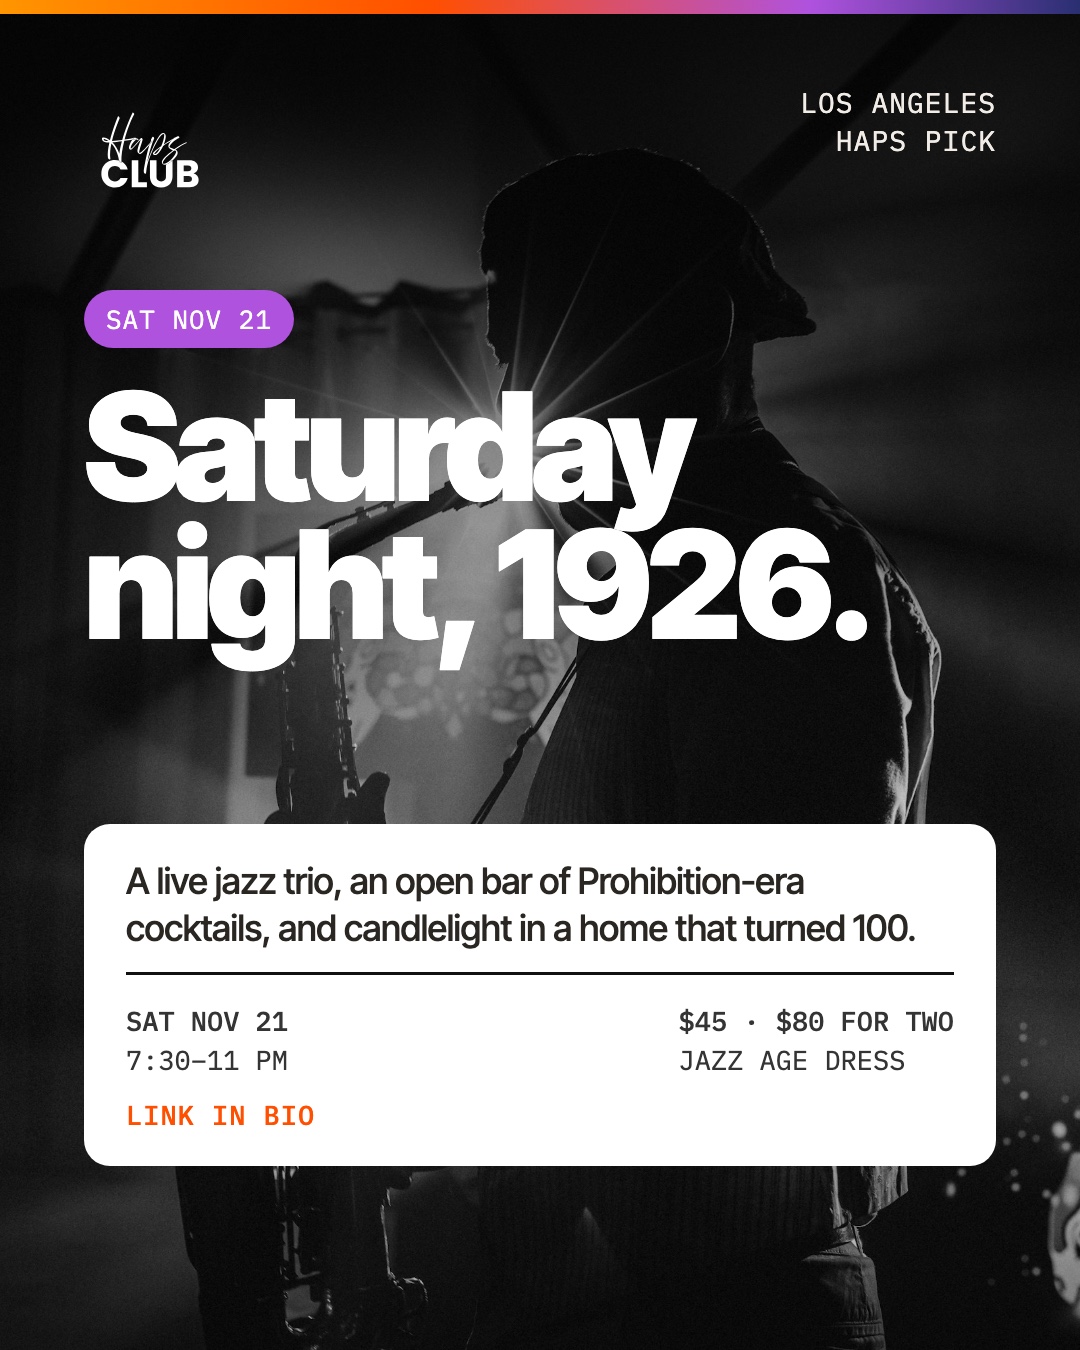 Haps
CLUB
LOS ANGELES
HAPS PICK
SAT NOV 21
Saturday
night, 1926.
A live jazz trio, an open bar of Prohibition-era
cocktails, and candlelight in a home that turned 100.
SAT NOV 21
7:30–11 PM
$45 · $80 FOR TWO
JAZZ AGE DRESS
LINK IN BIO